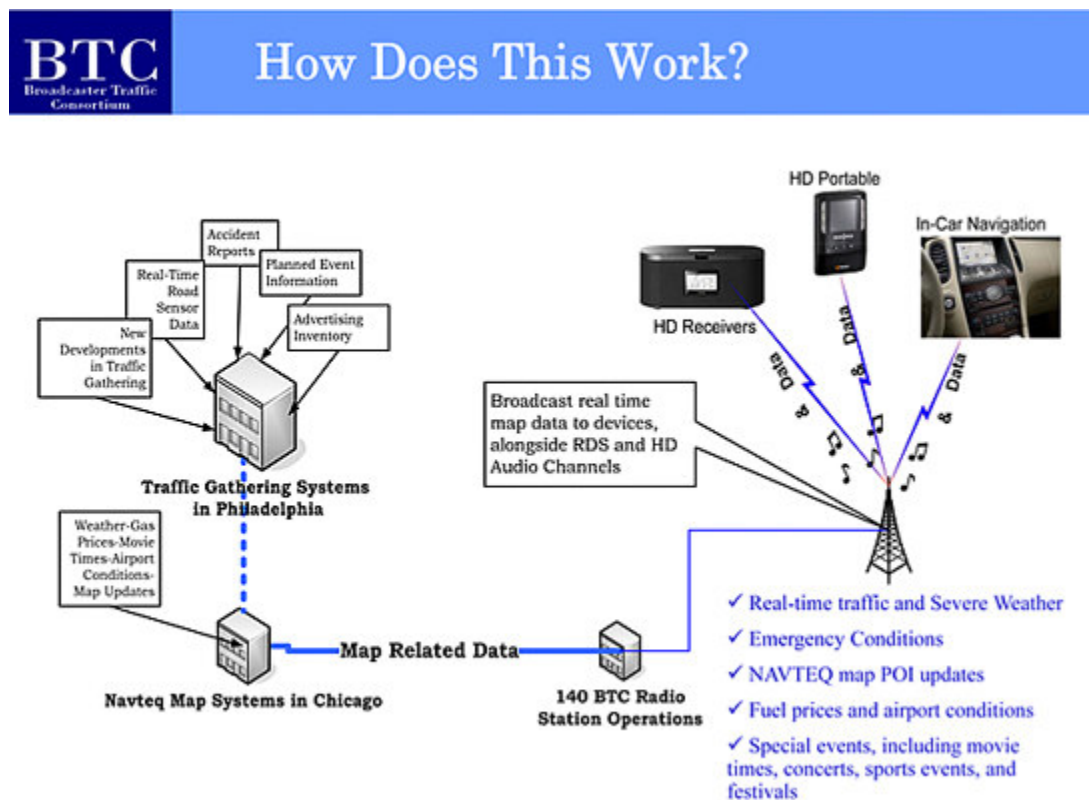 BTC
Broadcaster Traffic
Consortium
How Does This Work?
Accident
Reports
Planned Event
Information
Real-Time
Road
Sensor
Data
Advertising
Inventory
New
Developments
in Traffic
Gathering
Traffic Gathering Systems
in Philadelphia
Weather-Gas
Prices-Movie
Times-Airport
Conditions-
Map Updates
Navteq Map Systems in Chicago
Map Related Data
140 BTC Radio
Station Operations
Broadcast real time
map data to devices,
alongside RDS and HD
Audio Channels
HD Portable
In-Car Navigation
HD Receivers
& Data
& Data
& Data
✓ Real-time traffic and Severe Weather
✓ Emergency Conditions
✓ NAVTEQ map POI updates
✓ Fuel prices and airport conditions
✓ Special events, including movie
times, concerts, sports events, and
festivals